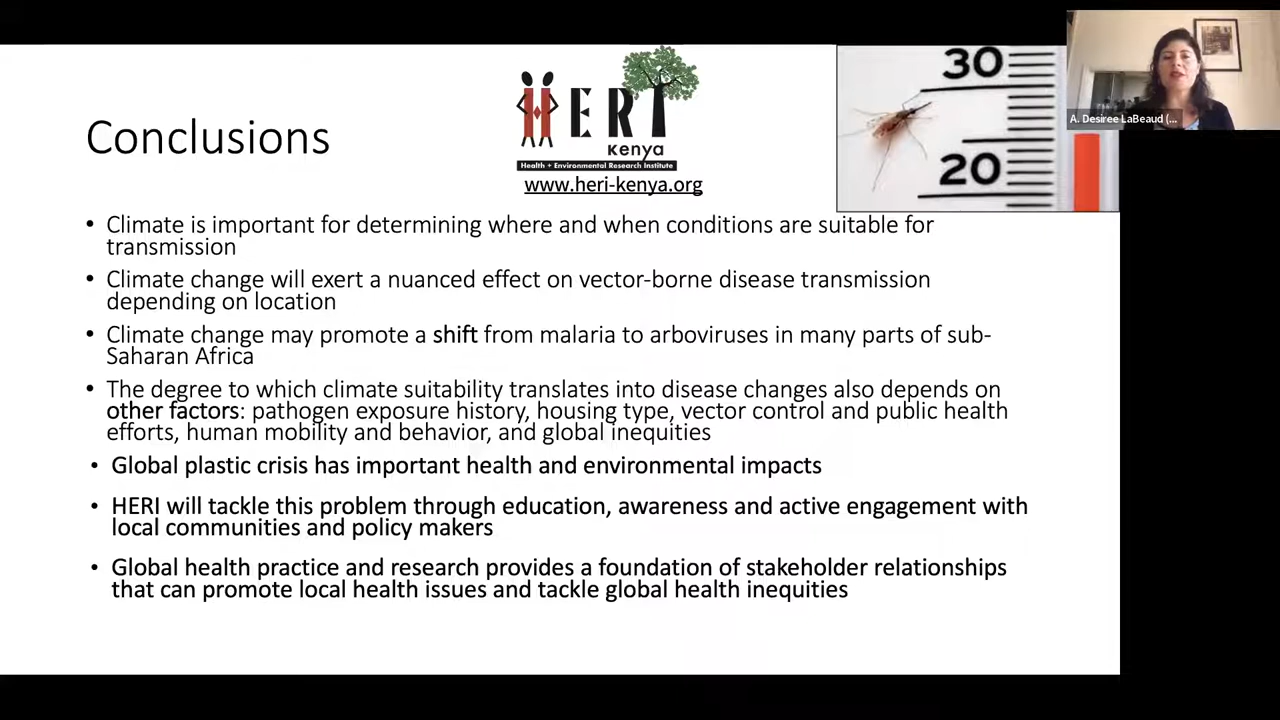 Conclusions
HERI
kenya
Health + Environmental Research Institute
www.heri-kenya.org
30
20
A. Desiree LaBeaud (...
• Climate is important for determining where and when conditions are suitable for
transmission
• Climate change will exert a nuanced effect on vector-borne disease transmission
depending on location
• Climate change may promote a shift from malaria to arboviruses in many parts of sub-
Saharan Africa
• The degree to which climate suitability translates into disease changes also depends on
other factors: pathogen exposure history, housing type, vector control and public health
efforts, human mobility and behavior, and global inequities
• Global plastic crisis has important health and environmental impacts
• HERI will tackle this problem through education, awareness and active engagement with
local communities and policy makers
• Global health practice and research provides a foundation of stakeholder relationships
that can promote local health issues and tackle global health inequities